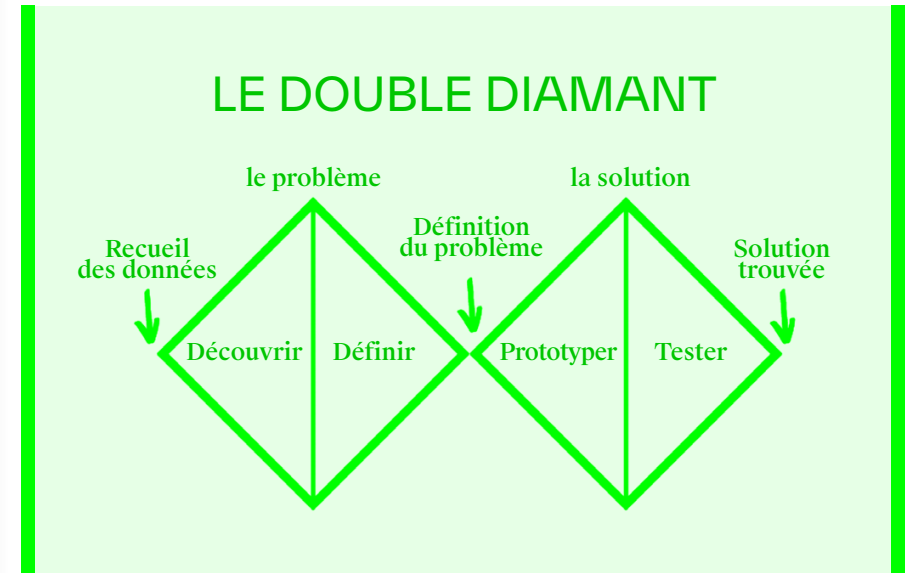 LE DOUBLE DIAMANT
le problème
la solution
Recueil
des données
Définition
du problème
Solution
trouvée
Découvrir
Définir
Prototyper
Tester